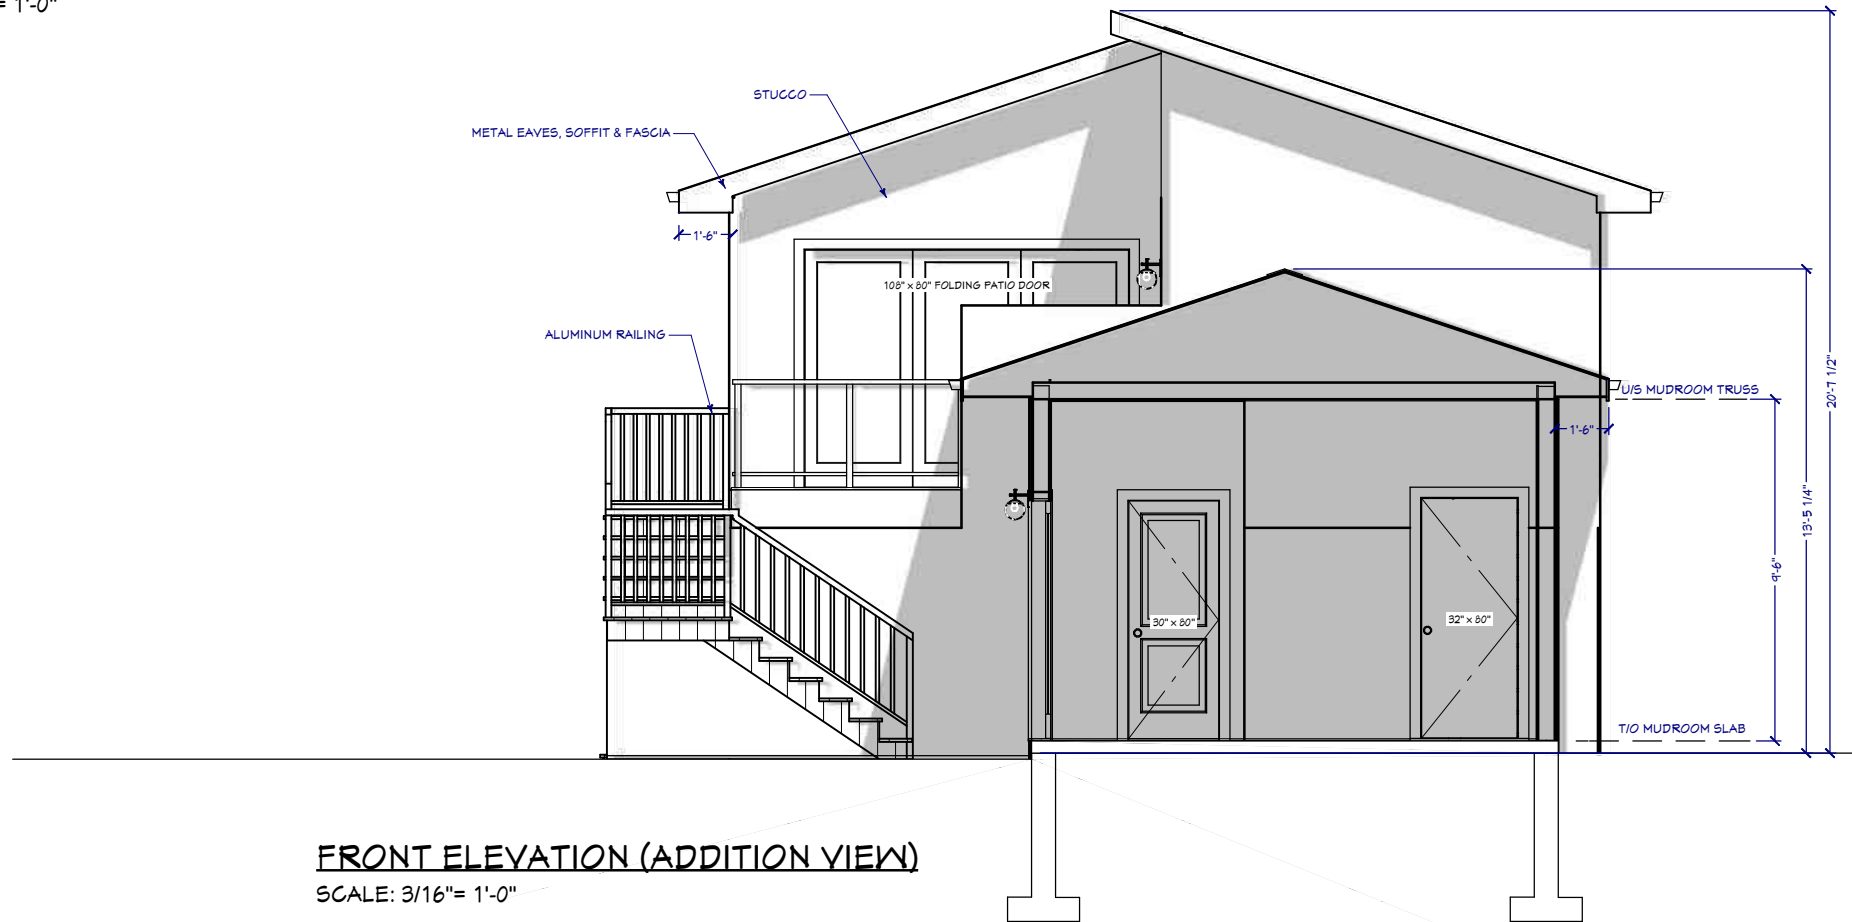 = 1'-0"
STUCCO
METAL EAVES, SOFFIT & FASCIA
1'-6"
108" x 80" FOLDING PATIO DOOR
ALUMINUM RAILING
20'-7 1/2"
U/S MUDROOM TRUSS
1'-6"
13'-5 1/4"
9'-6"
30" x 80"
32" x 80"
T/O MUDROOM SLAB
FRONT ELEVATION (ADDITION VIEW)
SCALE: 3/16"= 1'-0"